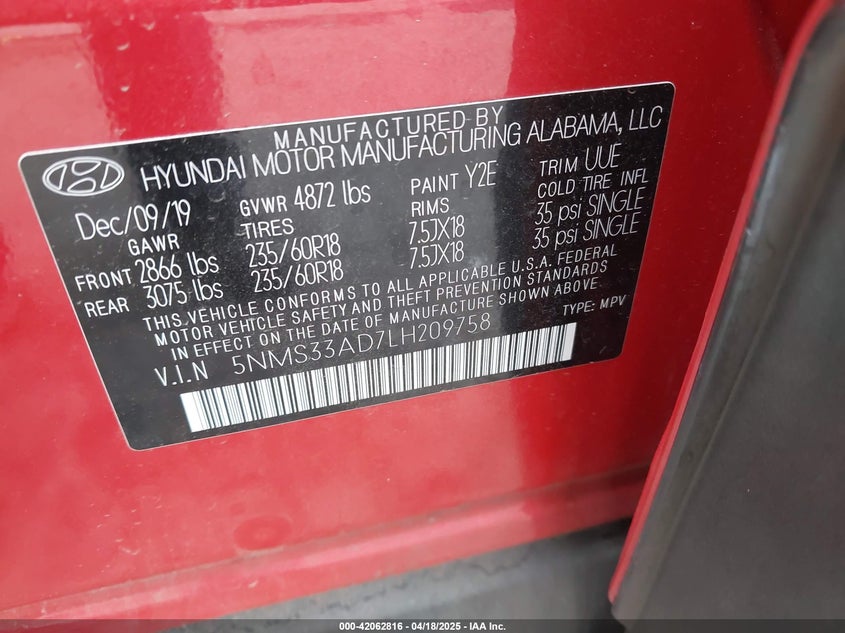 MANUFACTURED BY
HYUNDAI MOTOR MANUFACTURING ALABAMA, LLC
Dec/09/19 GVWR 4872 lbs PAINT Y2E TRIM UUE
GAWR TIRES RIMS COLD TIRE INFL
FRONT 2866 lbs 235/60R18 7.5JX18 35 psi SINGLE
REAR 3075 lbs 235/60R18 7.5JX18 35 psi SINGLE
THIS VEHICLE CONFORMS TO ALL APPLICABLE U.S.A. FEDERAL
MOTOR VEHICLE SAFETY AND THEFT PREVENTION STANDARDS
IN EFFECT ON THE DATE OF MANUFACTURE SHOWN ABOVE.
V.I.N 5NMS33AD7LH209758 TYPE: MPV
000-42062816 - 04/18/2025 - IAA Inc.